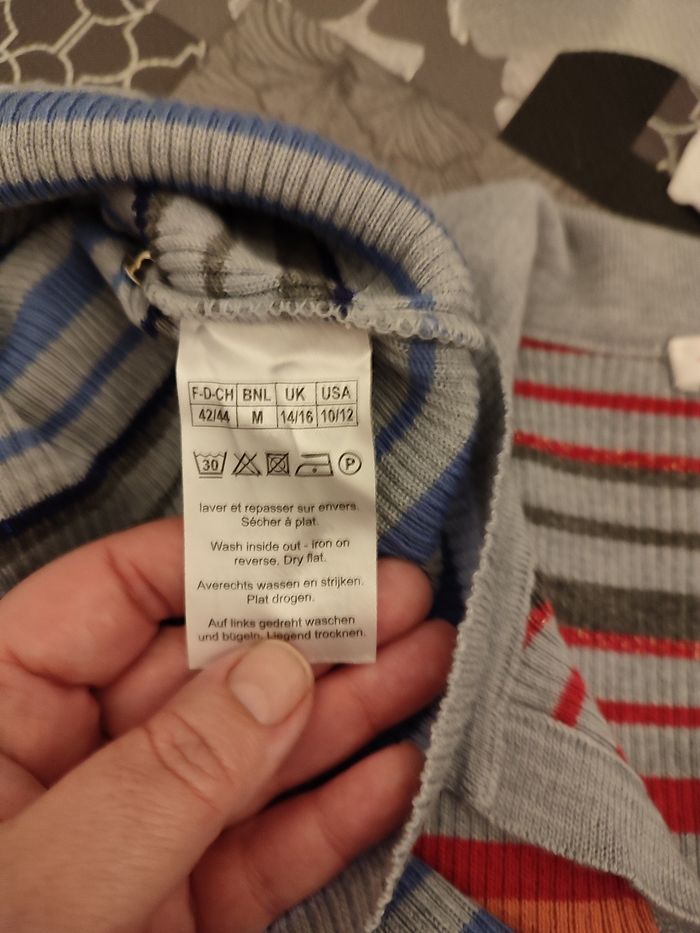 F-D-CH BNL UK USA
42/44 M 14/16 10/12
30 P
laver et repasser sur envers.
Sécher à plat.
Wash inside out - iron on
reverse. Dry flat.
Averechts wassen en strijken.
Plat drogen.
Auf links gedreht waschen
und bügeln. Liegend trocknen.